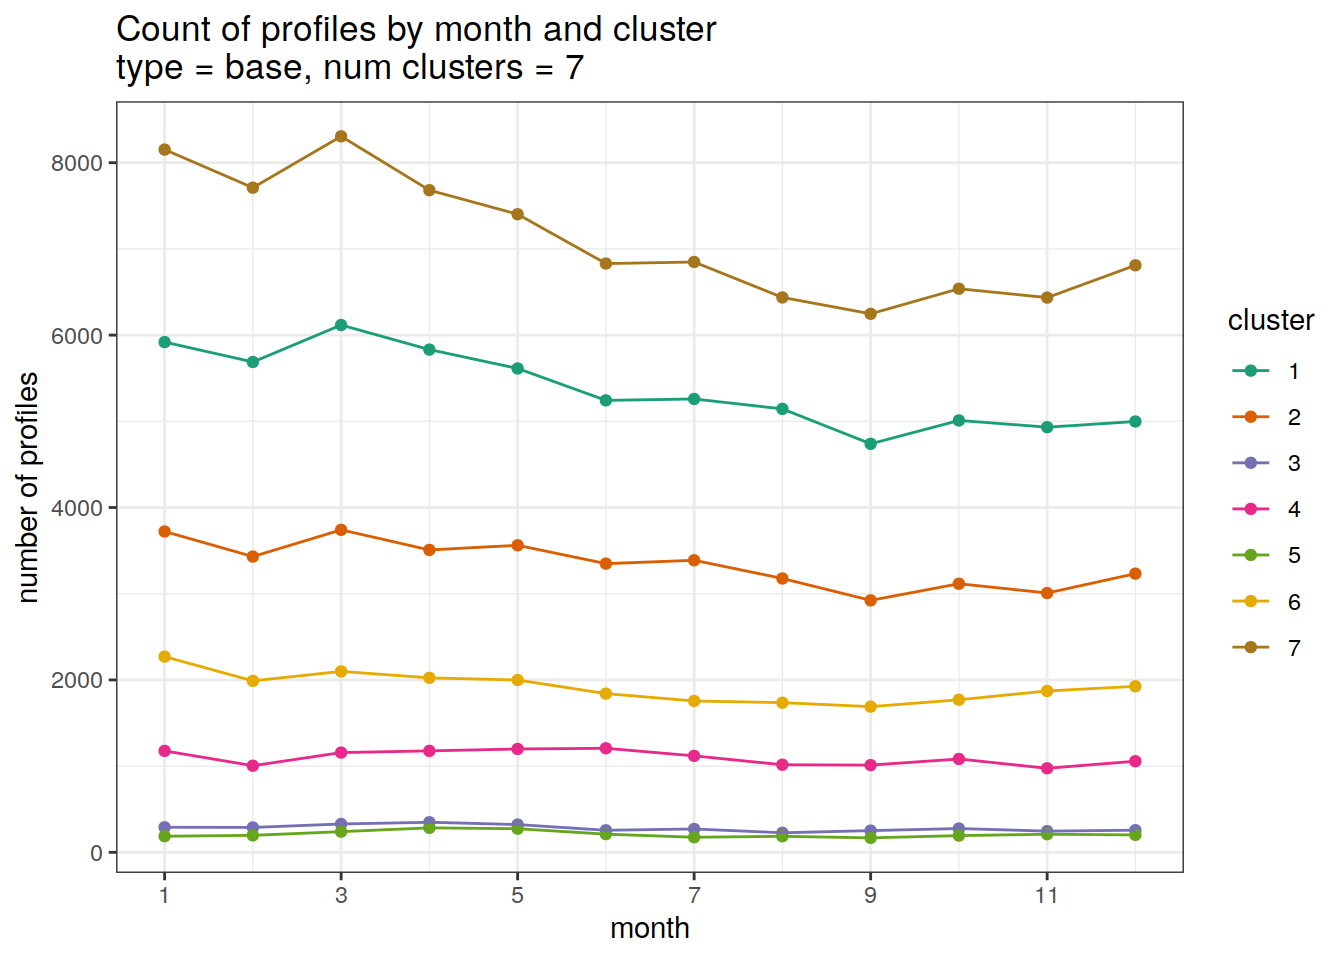 Count of profiles by month and cluster
type = base, num clusters = 7
number of profiles
8000
6000
4000
2000
0
1 3 5 7 9 11
month
cluster
1
2
3
4
5
6
7